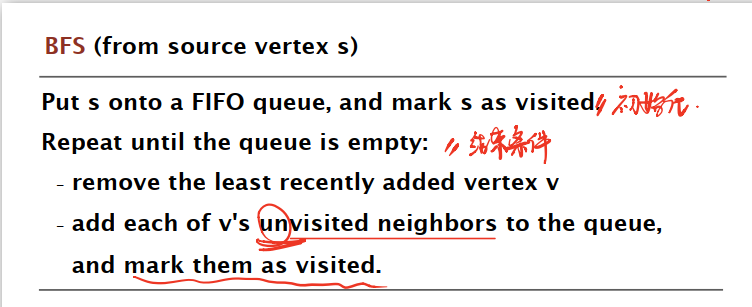 BFS (from source vertex s)
Put s onto a FIFO queue, and mark s as visited. // 初始化.
Repeat until the queue is empty: // 结束条件
- remove the least recently added vertex v
- add each of v's unvisited neighbors to the queue,
and mark them as visited.